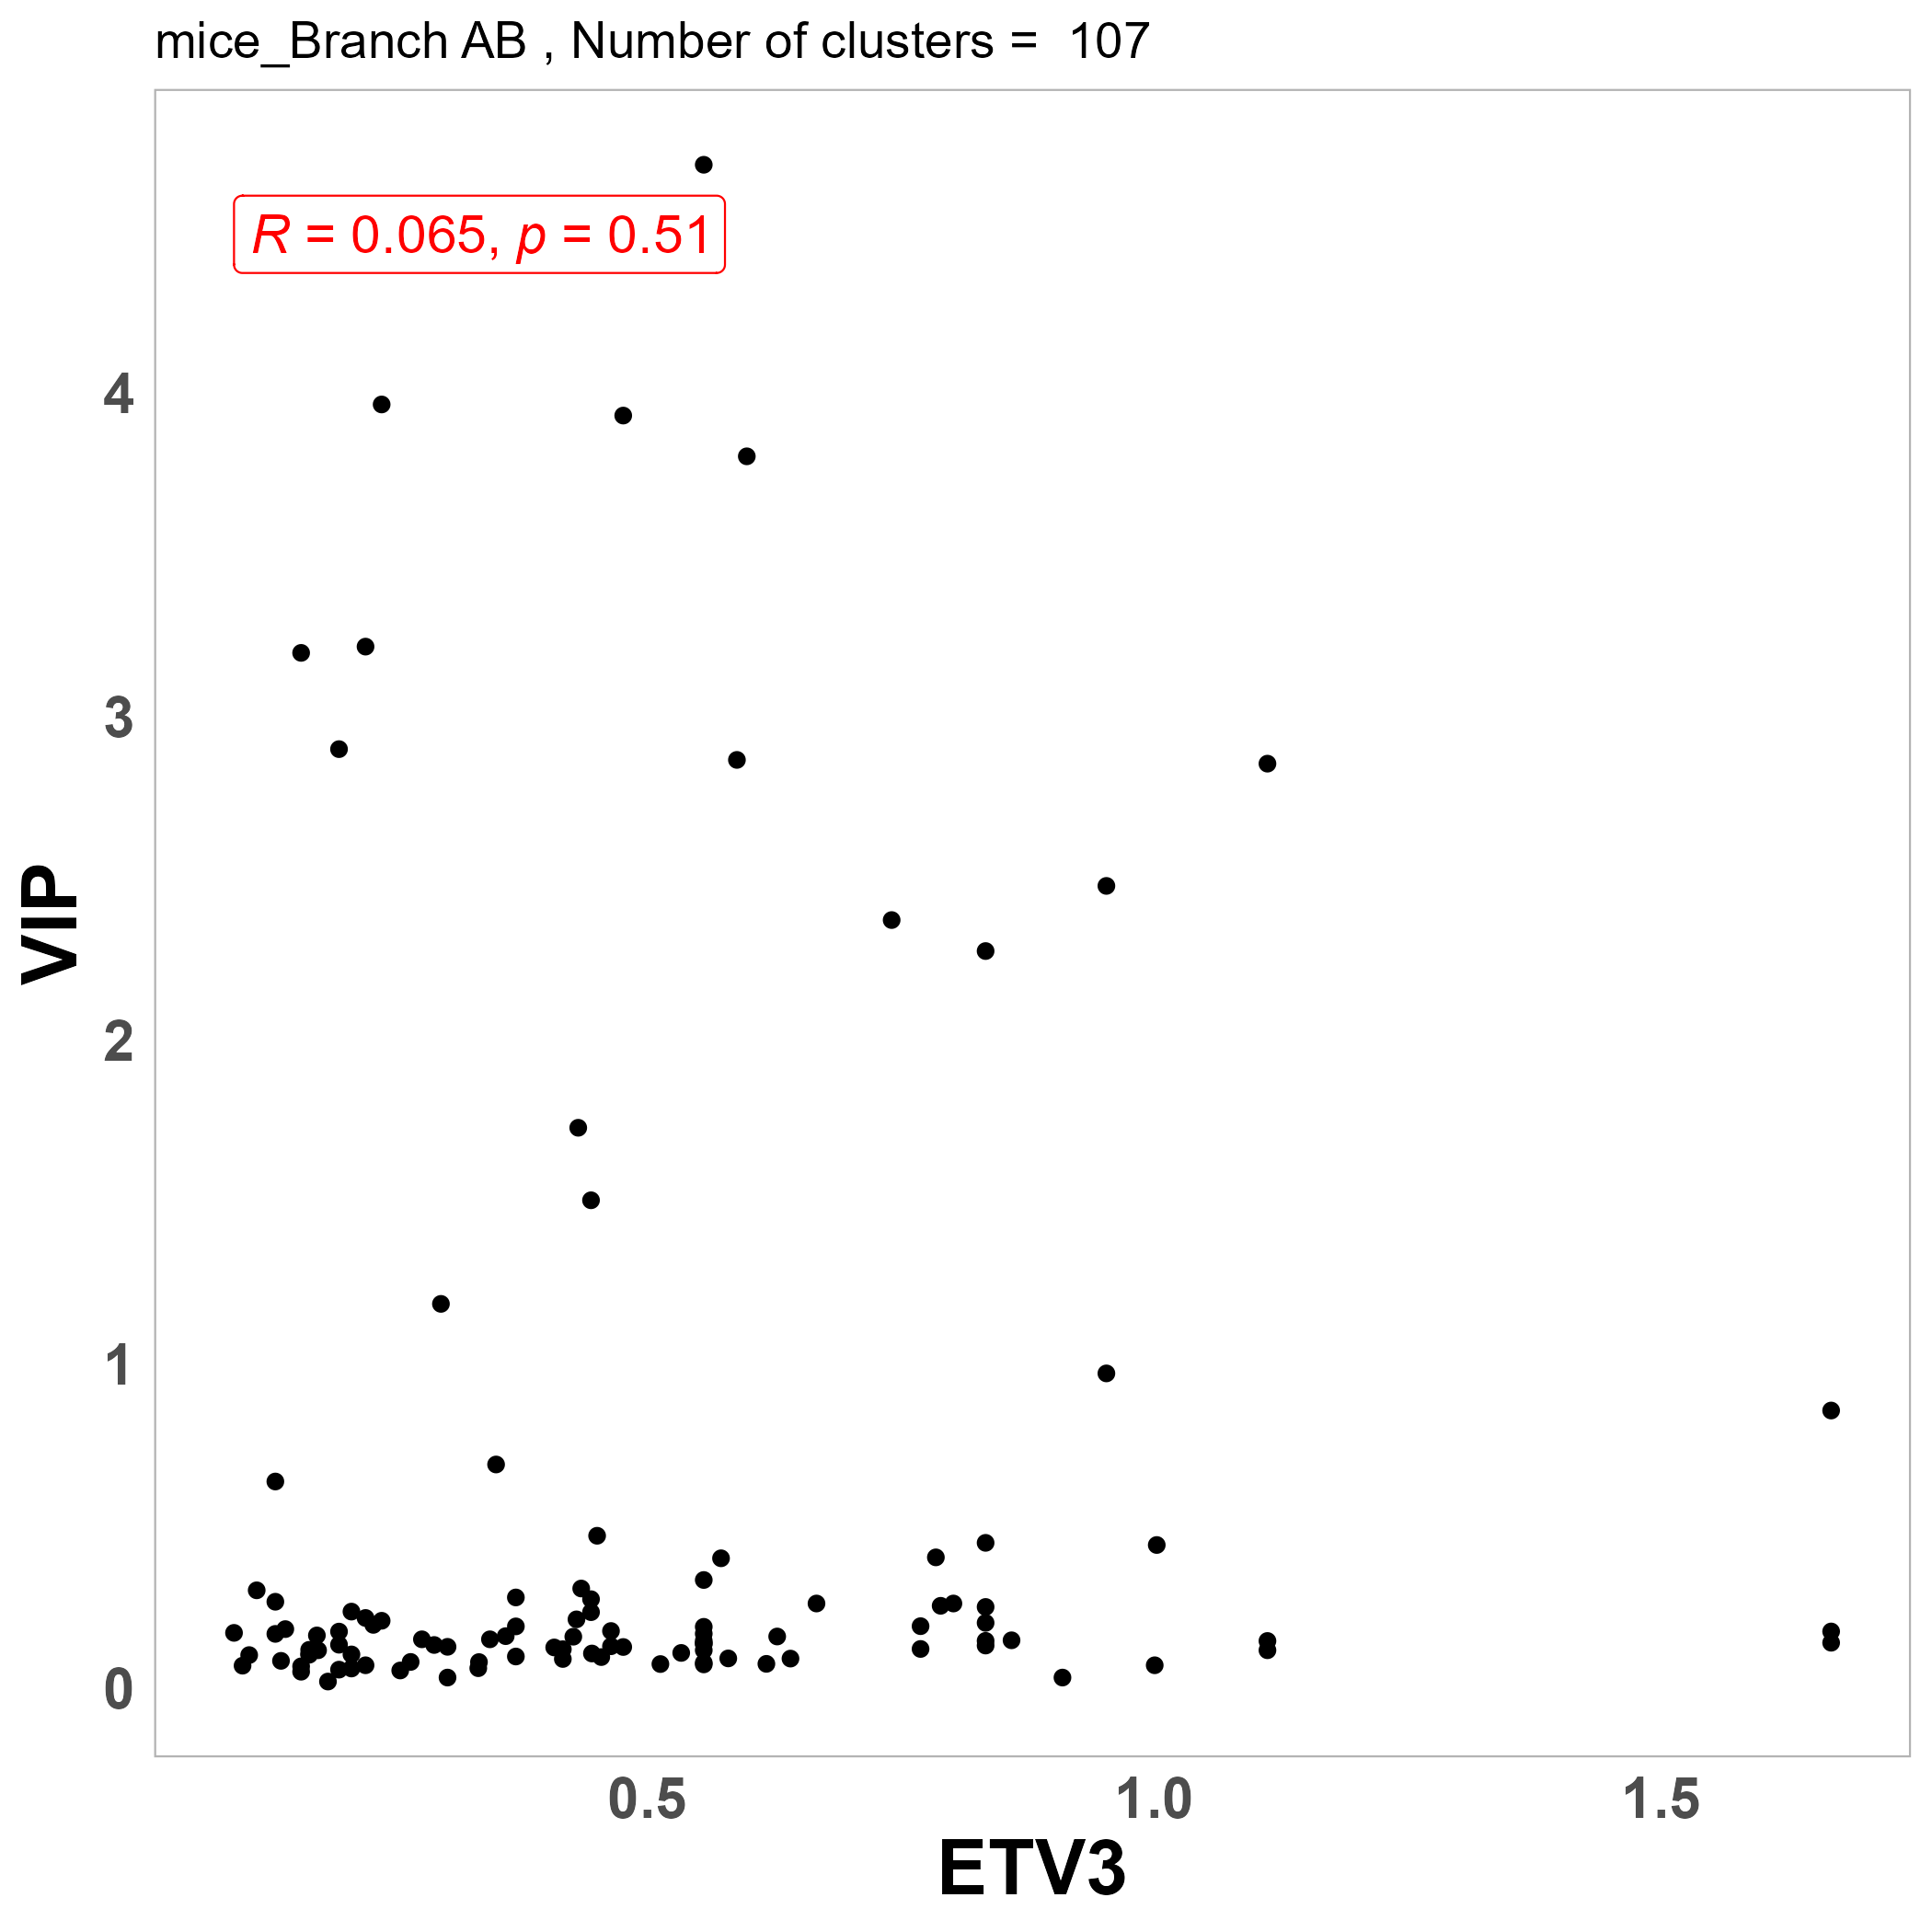 mice_Branch AB , Number of clusters =  107
R = 0.065, p = 0.51
4
3
2
1
0
VIP
0.5 1.0 1.5
ETV3